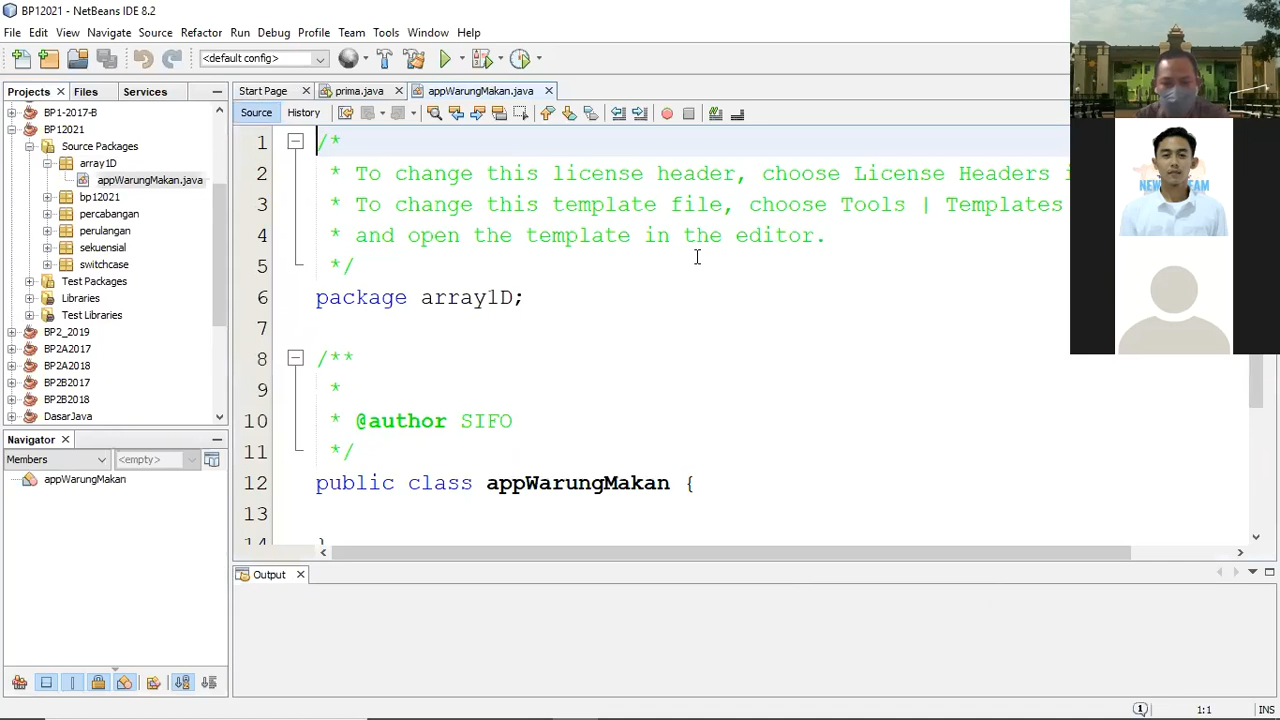 BP12021 - NetBeans IDE 8.2
File Edit View Navigate Source Refactor Run Debug Profile Team Tools Window Help
<default config>
Projects Files Services
BP1-2017-B
BP12021
Source Packages
array1D
appWarungMakan.java
bp12021
percabangan
perulangan
sekuensial
switchcase
Test Packages
Libraries
Test Libraries
BP2_2019
BP2A2017
BP2A2018
BP2B2017
BP2B2018
DasarJava
Navigator
Members <empty>
appWarungMakan
Start Page prima.java appWarungMakan.java
Source History
1 /*
2 * To change this license header, choose License Headers i
3 * To change this template file, choose Tools | Templates
4 * and open the template in the editor.
5 */
6 package array1D;
7
8 /**
9 *
10 * @author SIFO
11 */
12 public class appWarungMakan {
13
14 }
Output
1:1 INS